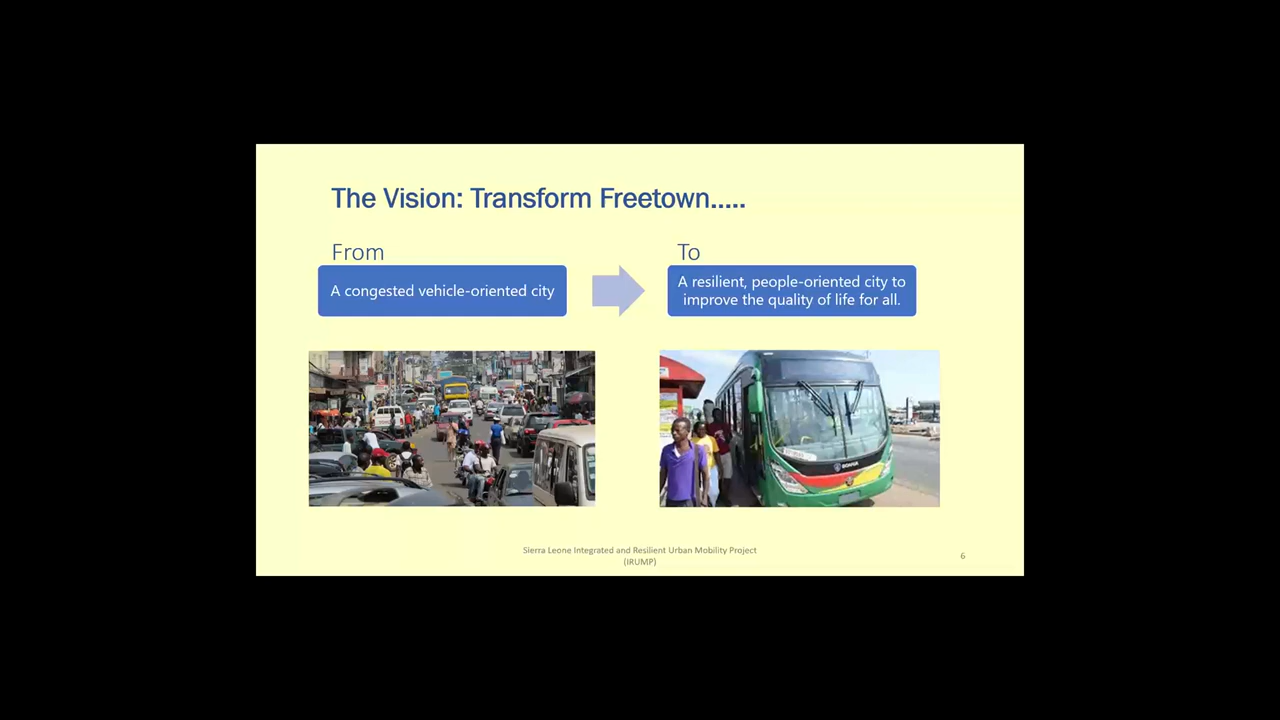 The Vision: Transform Freetown.....
From
To
A congested vehicle-oriented city
A resilient, people-oriented city to
improve the quality of life for all.
SCANIA
Sierra Leone Integrated and Resilient Urban Mobility Project
(IRUMP)
6